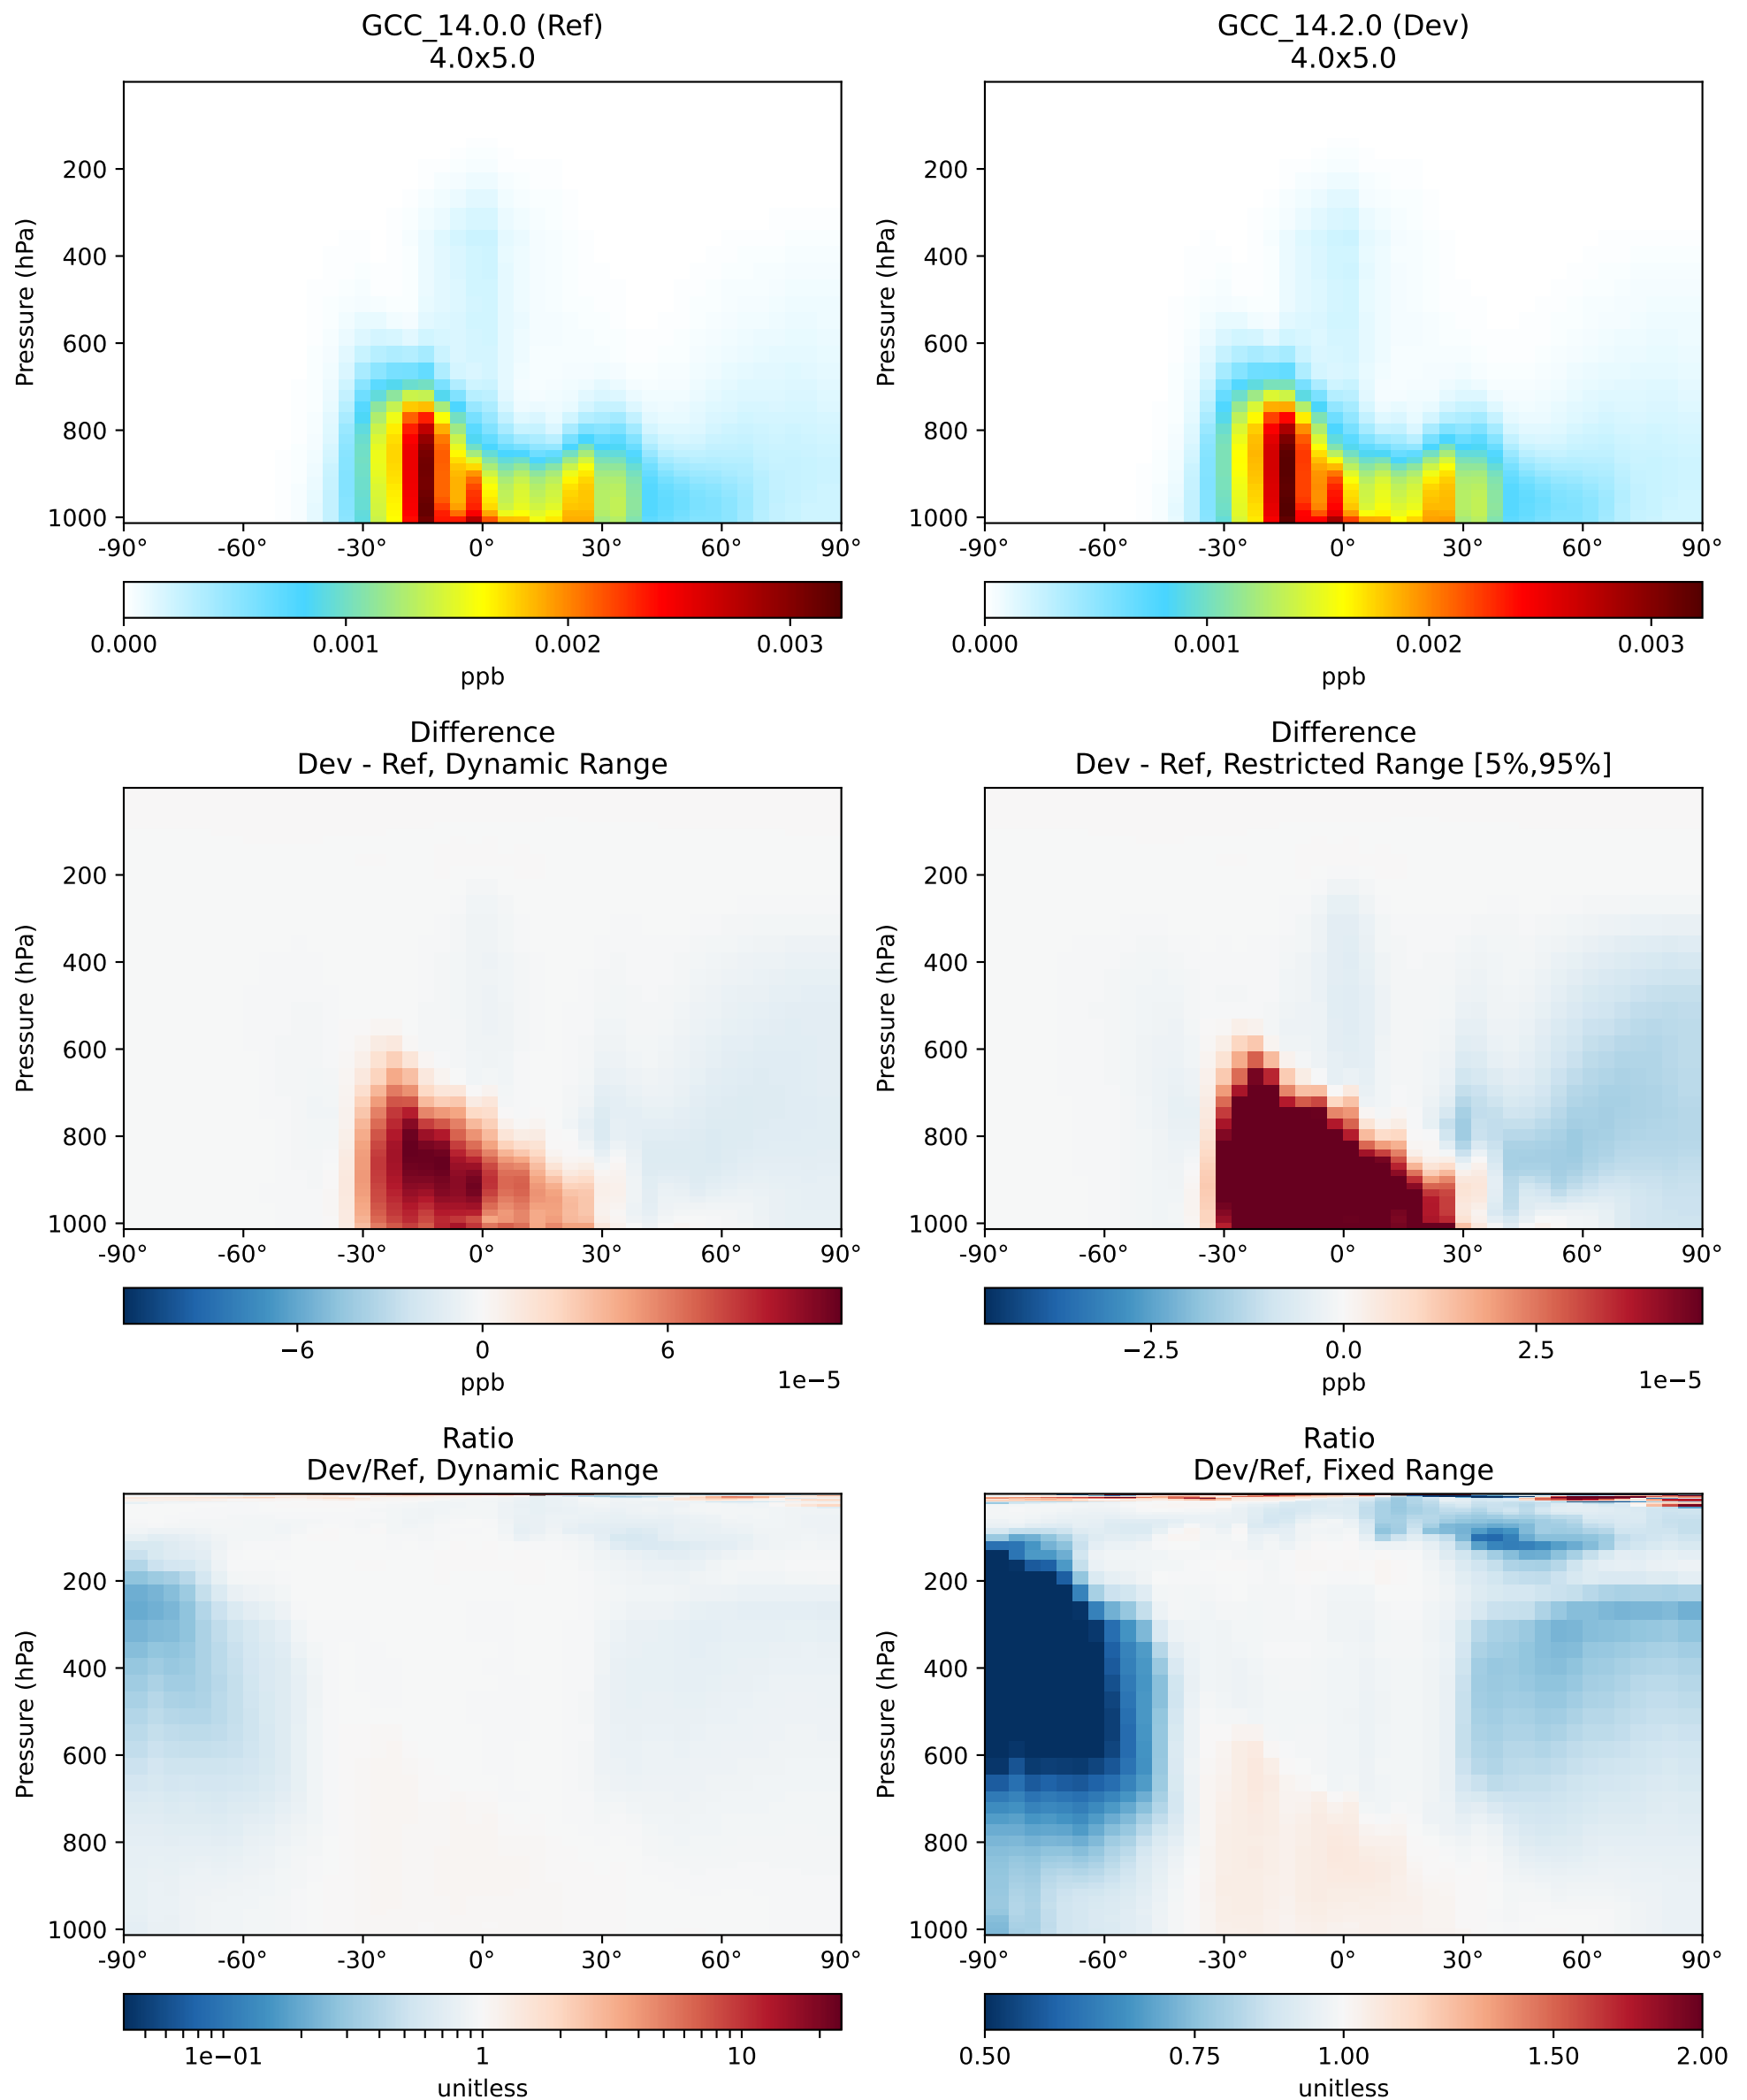 GCC_14.0.0 (Ref)
4.0x5.0
GCC_14.2.0 (Dev)
4.0x5.0
Pressure (hPa)
200
400
600
800
1000
-90° -60° -30° 0° 30° 60° 90°
0.000 0.001 0.002 0.003
ppb
Pressure (hPa)
200
400
600
800
1000
-90° -60° -30° 0° 30° 60° 90°
0.000 0.001 0.002 0.003
ppb
Difference
Dev - Ref, Dynamic Range
Pressure (hPa)
200
400
600
800
1000
-90° -60° -30° 0° 30° 60° 90°
−6 0 6
1e−5
ppb
Difference
Dev - Ref, Restricted Range [5%,95%]
Pressure (hPa)
200
400
600
800
1000
-90° -60° -30° 0° 30° 60° 90°
−2.5 0.0 2.5
1e−5
ppb
Ratio
Dev/Ref, Dynamic Range
Pressure (hPa)
200
400
600
800
1000
-90° -60° -30° 0° 30° 60° 90°
1e−01 1 10
unitless
Ratio
Dev/Ref, Fixed Range
Pressure (hPa)
200
400
600
800
1000
-90° -60° -30° 0° 30° 60° 90°
0.50 0.75 1.00 1.50 2.00
unitless